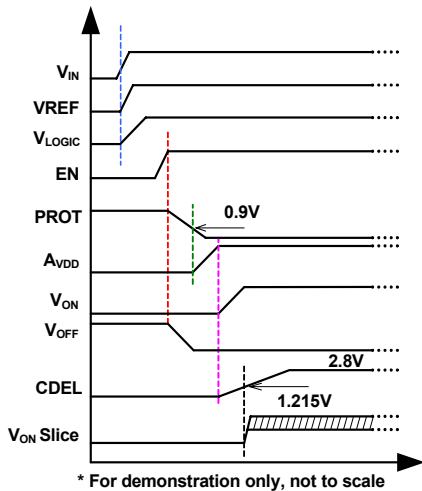 VIN
VREF
VLOGIC
EN
PROT
0.9V
AVDD
VON
VOFF
2.8V
CDEL
1.215V
VON Slice
* For demonstration only, not to scale